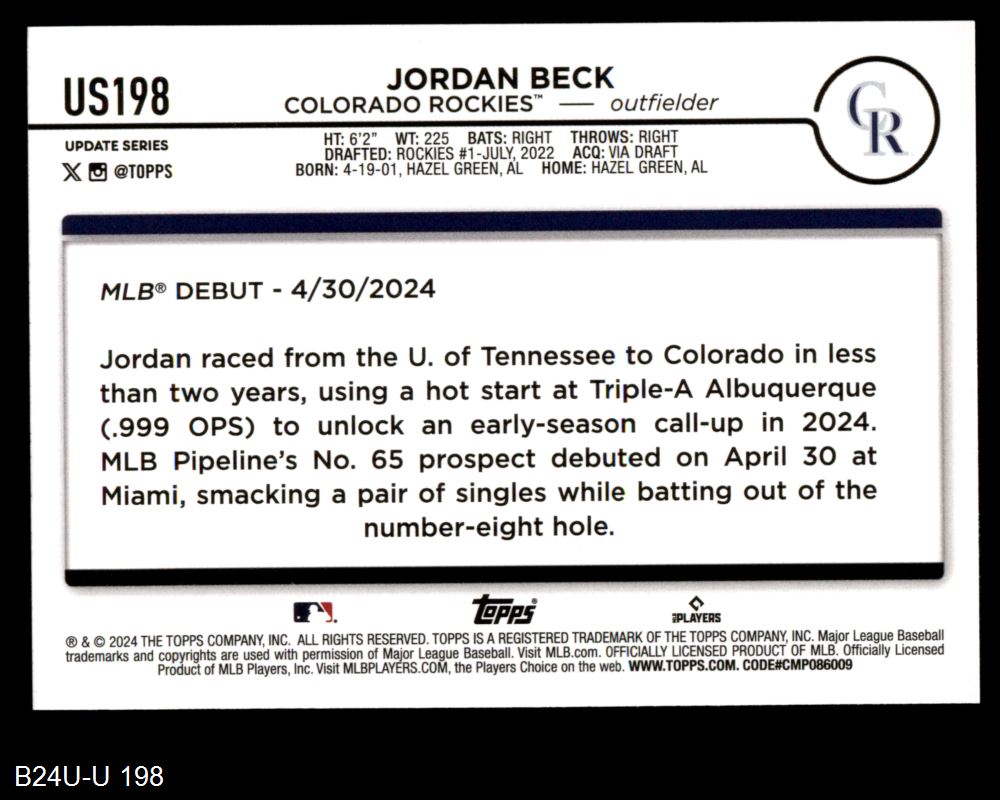 US198
JORDAN BECK
COLORADO ROCKIES™ — outfielder
CR
UPDATE SERIES
@TOPPS
HT: 6'2" WT: 225 BATS: RIGHT THROWS: RIGHT
DRAFTED: ROCKIES #1-JULY, 2022 ACQ: VIA DRAFT
BORN: 4-19-01, HAZEL GREEN, AL HOME: HAZEL GREEN, AL
MLB® DEBUT - 4/30/2024
Jordan raced from the U. of Tennessee to Colorado in less
than two years, using a hot start at Triple-A Albuquerque
(.999 OPS) to unlock an early-season call-up in 2024.
MLB Pipeline's No. 65 prospect debuted on April 30 at
Miami, smacking a pair of singles while batting out of the
number-eight hole.
Topps®
MLB PLAYERS
® & © 2024 THE TOPPS COMPANY, INC. ALL RIGHTS RESERVED. TOPPS IS A REGISTERED TRADEMARK OF THE TOPPS COMPANY, INC. Major League Baseball
trademarks and copyrights are used with permission of Major League Baseball. Visit MLB.com. OFFICIALLY LICENSED PRODUCT OF MLB. Officially Licensed
Product of MLB Players, Inc. Visit MLBPLAYERS.COM, the Players Choice on the web. WWW.TOPPS.COM. CODE#CMP086009
B24U-U 198